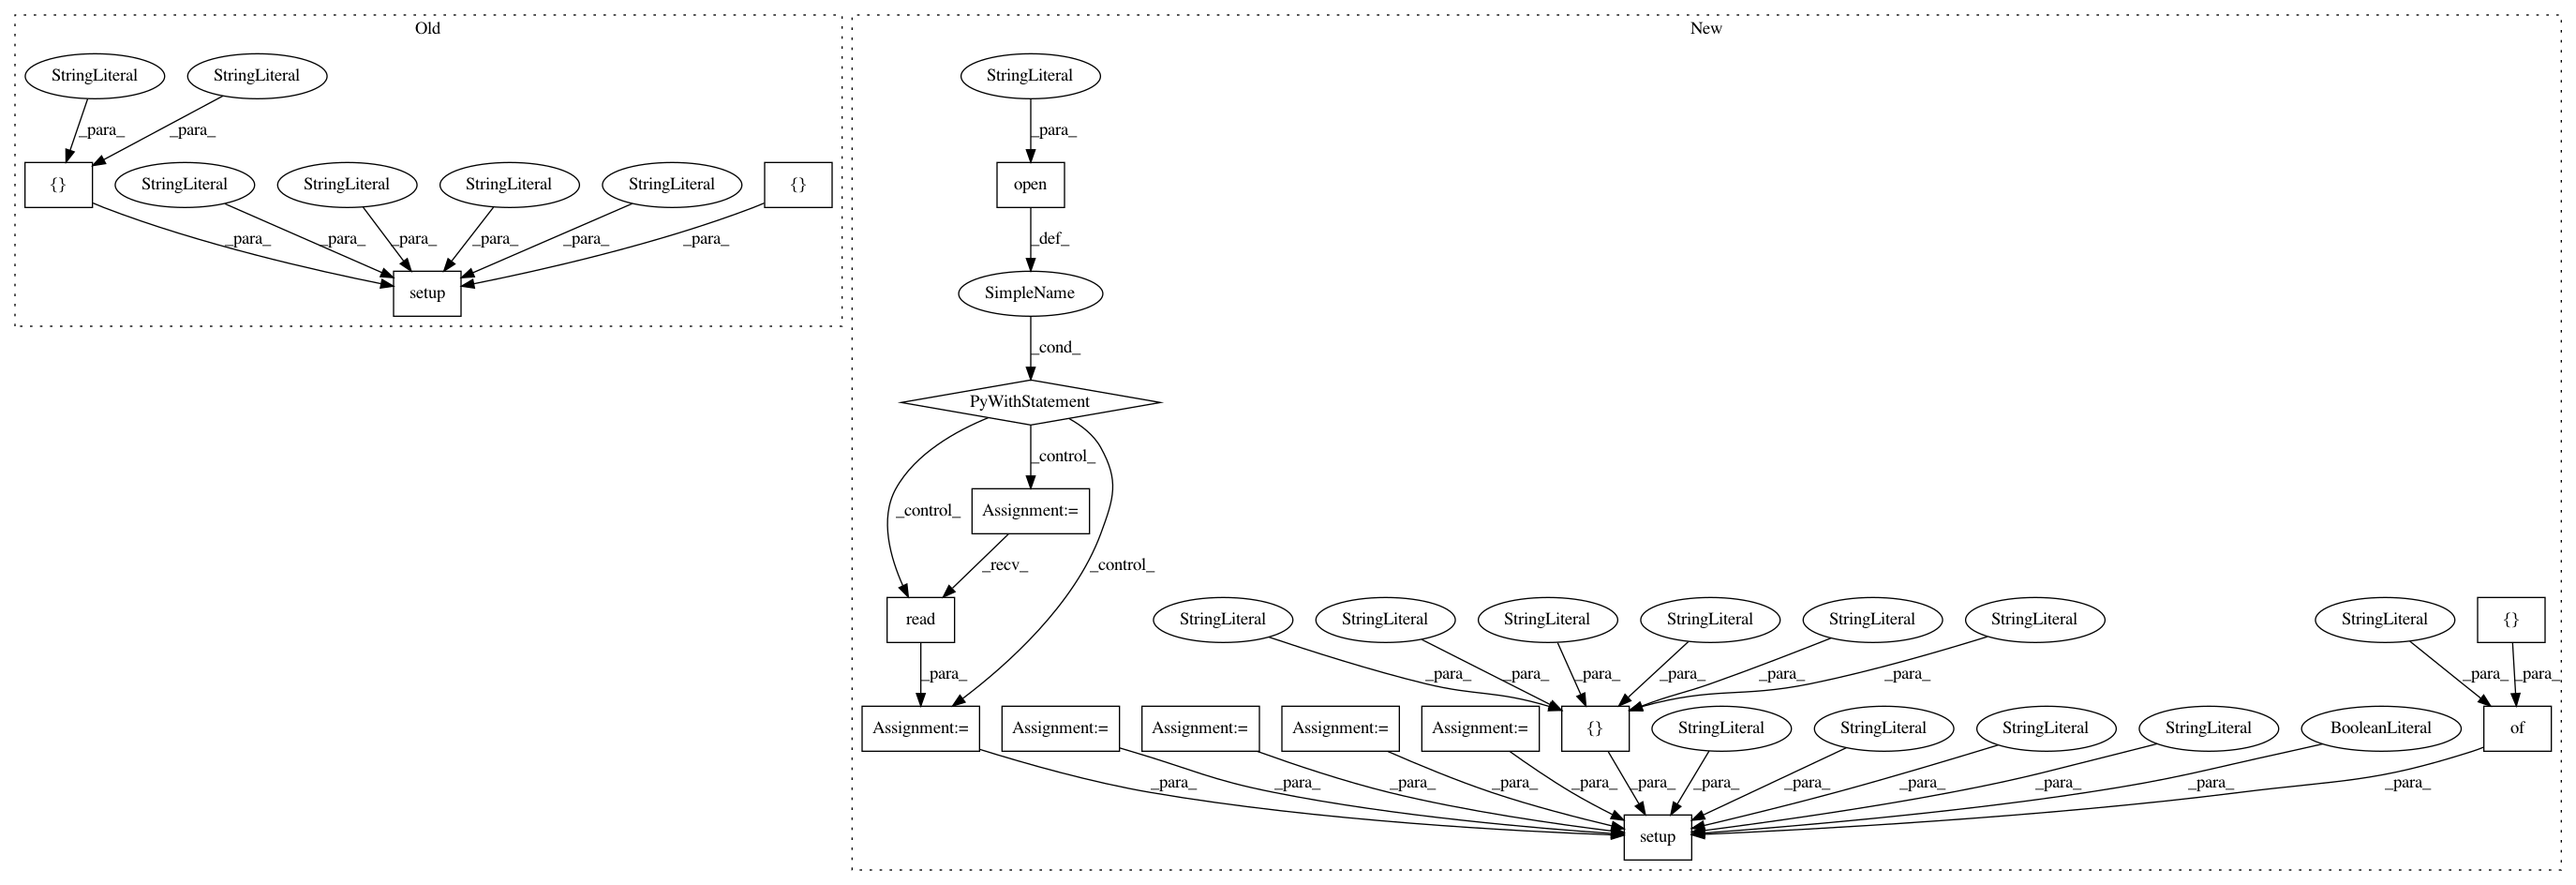 Old
New
StringLiteral StringLiteral
StringLiteral
_para_ _para_
_para_
{} StringLiteral StringLiteral StringLiteral StringLiteral {}
open
_para_ _para_ _para_ _para_ _para_ _para_
_def_
setup
SimpleName
_cond_
PyWithStatement
_control_
_control_
Assignment:=
_recv_
_control_
read
StringLiteral StringLiteral StringLiteral StringLiteral StringLiteral StringLiteral StringLiteral {}
_para_ _para_ _para_ _para_ _para_ _para_ _para_ _para_ _para_
Assignment:= Assignment:= Assignment:= Assignment:= Assignment:= {} StringLiteral StringLiteral StringLiteral StringLiteral BooleanLiteral of
_para_ _para_ _para_ _para_ _para_ _para_ _para_ _para_ _para_ _para_ _para_ _para_
setup